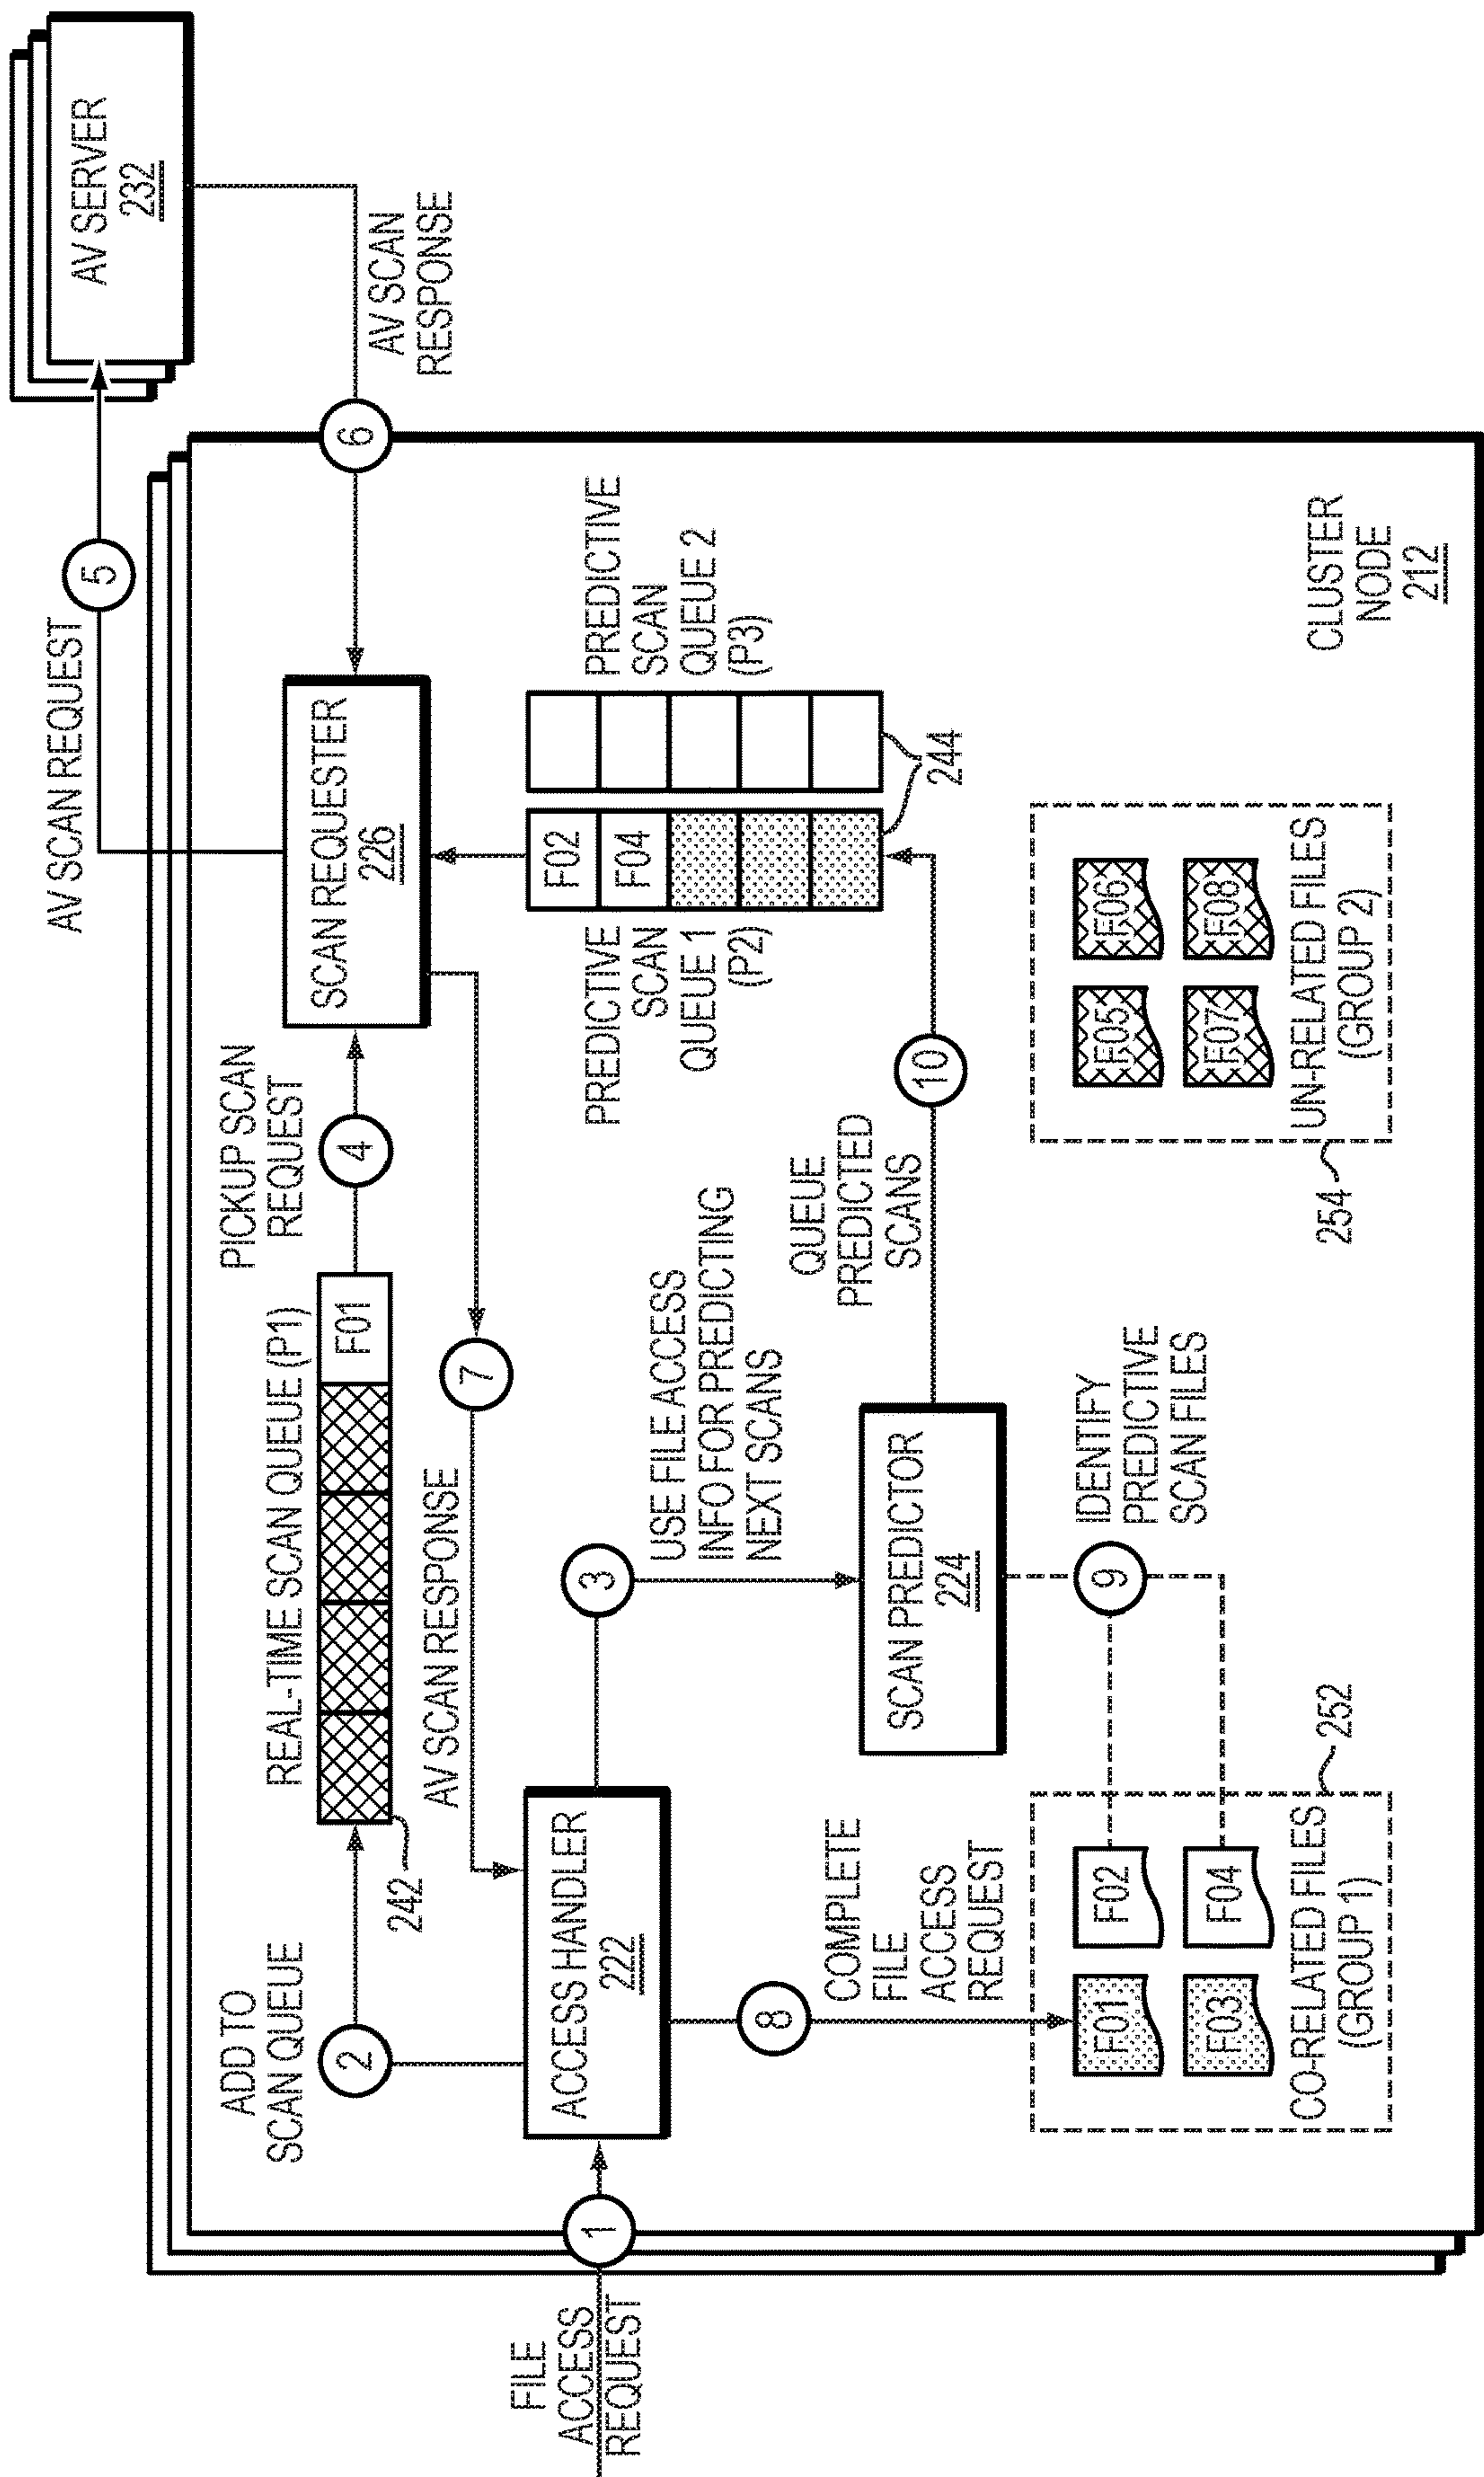 FILE
ACCESS
REQUEST
1
ADD TO
SCAN QUEUE
2
242
REAL-TIME SCAN QUEUE (P1)
F01
PICKUP SCAN
REQUEST
4
AV SCAN REQUEST
5
AV SERVER
232
AV SCAN
RESPONSE
6
SCAN REQUESTER
226
AV SCAN RESPONSE
7
ACCESS HANDLER
222
3
USE FILE ACCESS
INFO FOR PREDICTING
NEXT SCANS
PREDICTIVE
SCAN
QUEUE 1
(P2)
F02
F04
PREDICTIVE
SCAN
QUEUE 2
(P3)
244
8
COMPLETE
FILE
ACCESS
REQUEST
SCAN PREDICTOR
224
QUEUE
PREDICTED
SCANS
10
9
IDENTIFY
PREDICTIVE
SCAN FILES
F01
F02
F03
F04
CO-RELATED FILES
(GROUP 1)
252
254
F05
F06
F07
F08
UN-RELATED FILES
(GROUP 2)
CLUSTER
NODE
212